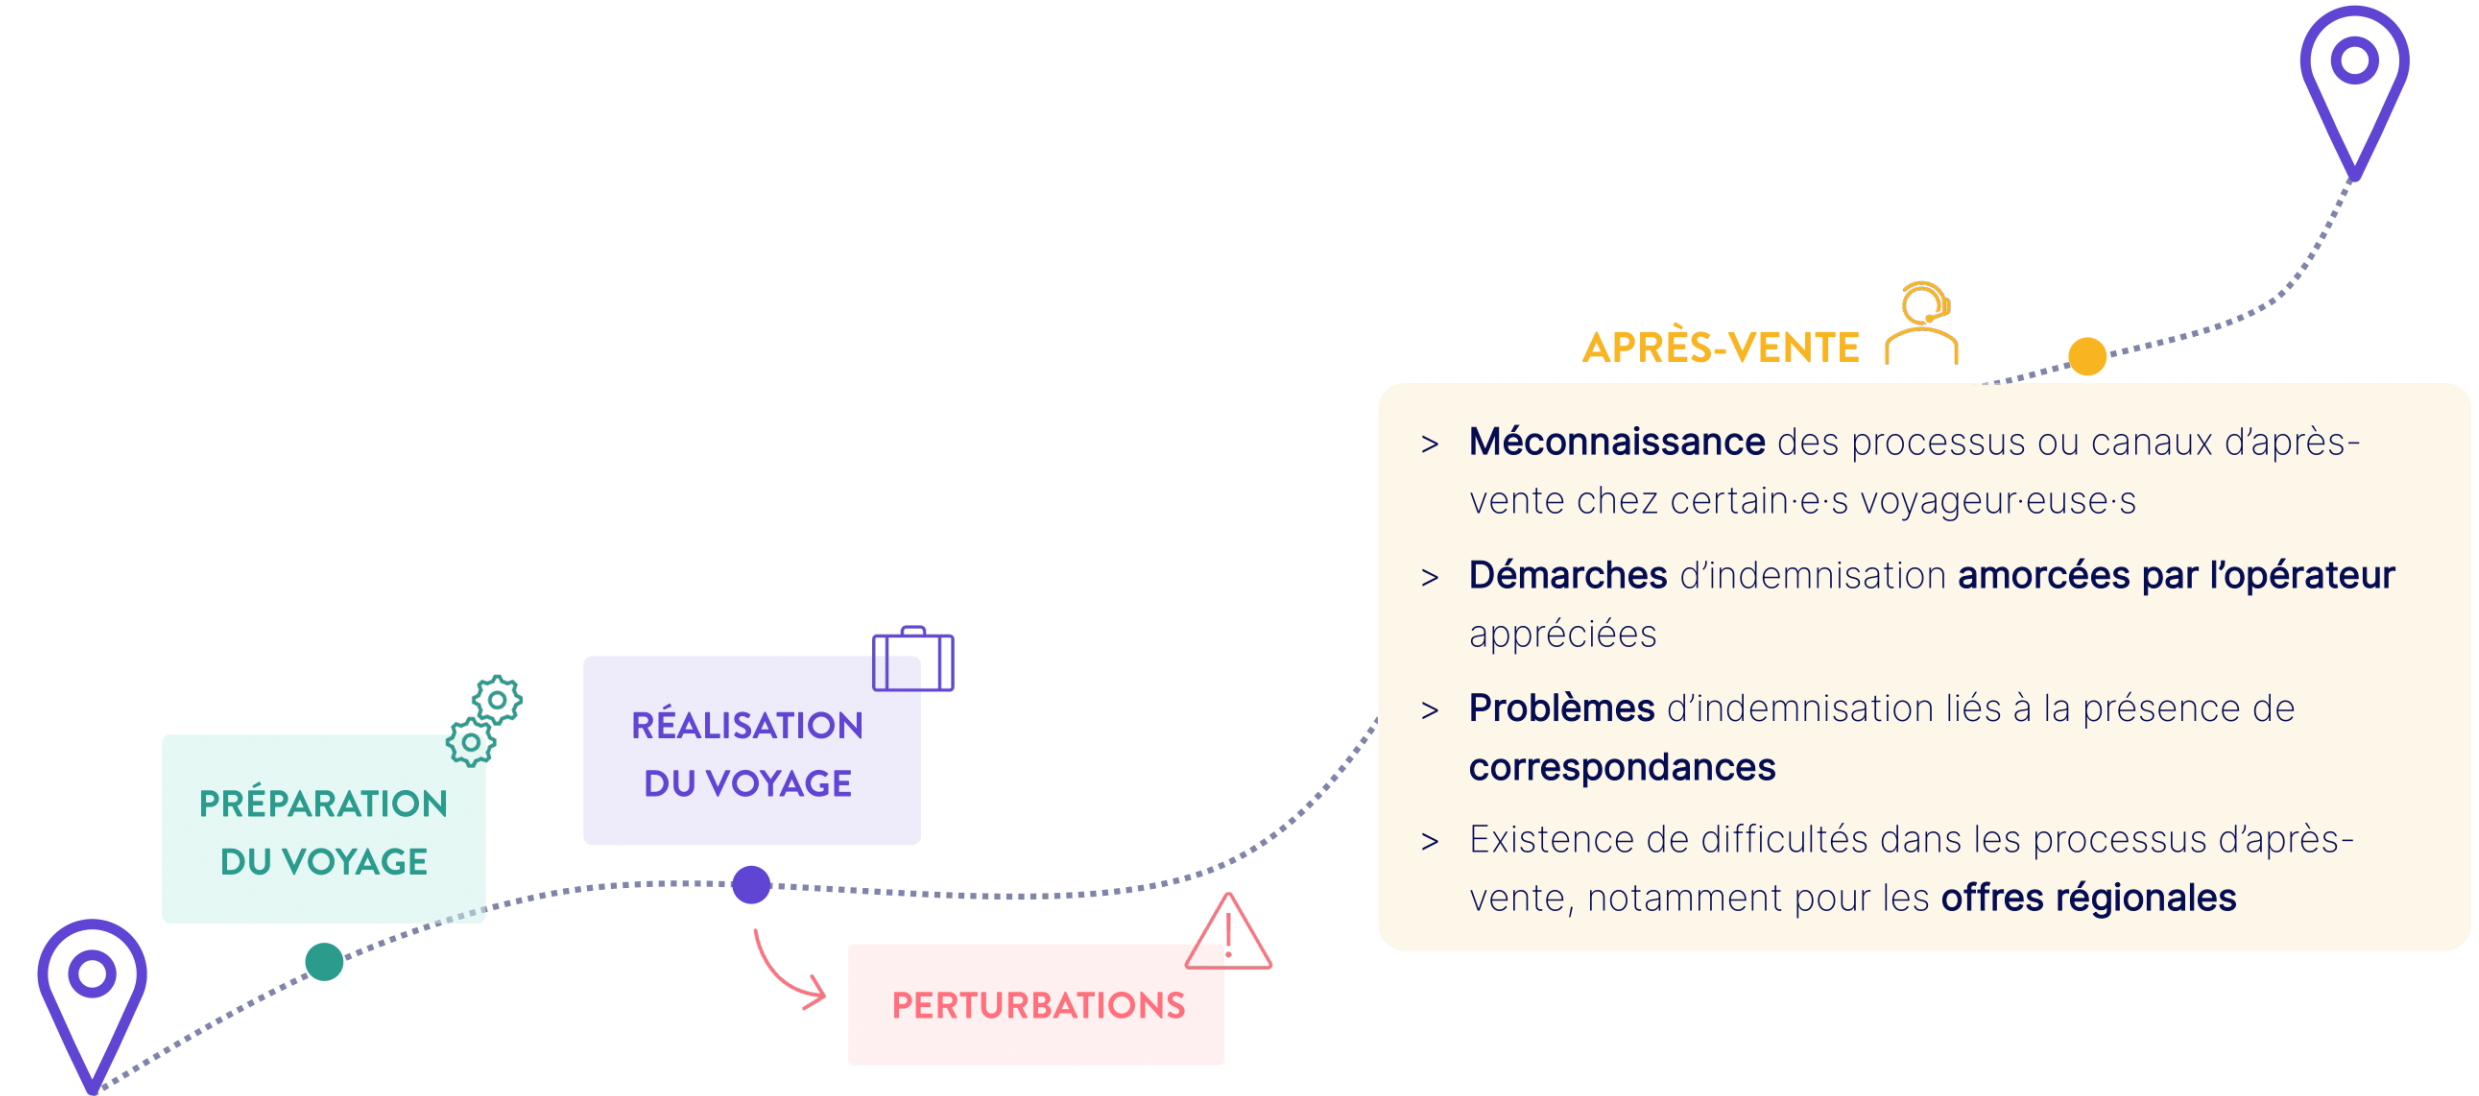 APRÈS-VENTE
> Méconnaissance des processus ou canaux d’après-
vente chez certain·e·s voyageur·euse·s
> Démarches d’indemnisation amorcées par l’opérateur
appréciées
> Problèmes d’indemnisation liés à la présence de
correspondances
> Existence de difficultés dans les processus d’après-
vente, notamment pour les offres régionales
RÉALISATION
DU VOYAGE
PRÉPARATION
DU VOYAGE
PERTURBATIONS